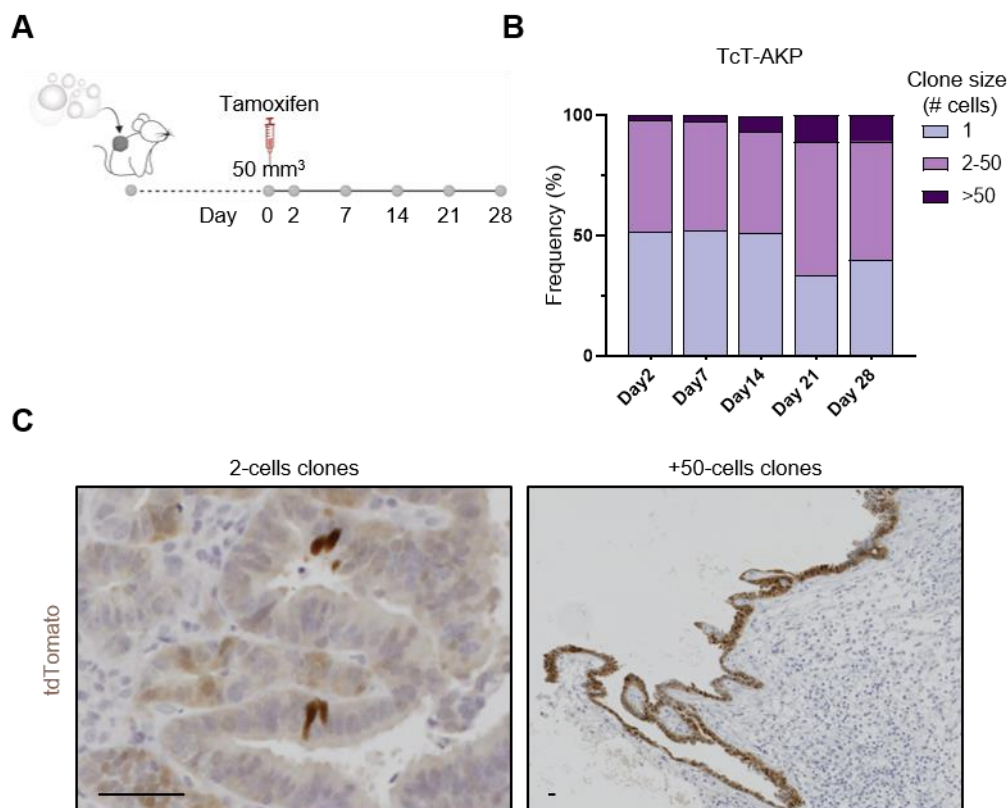 A
Tamoxifen
50 mm³
Day 0 2 7 14 21 28
B
TcT-AKP
Clone size
(# cells)
1
2-50
>50
Frequency (%)
100
50
0
Day2 Day7 Day14 Day 21 Day 28
C
2-cells clones
+50-cells clones
tdTomato